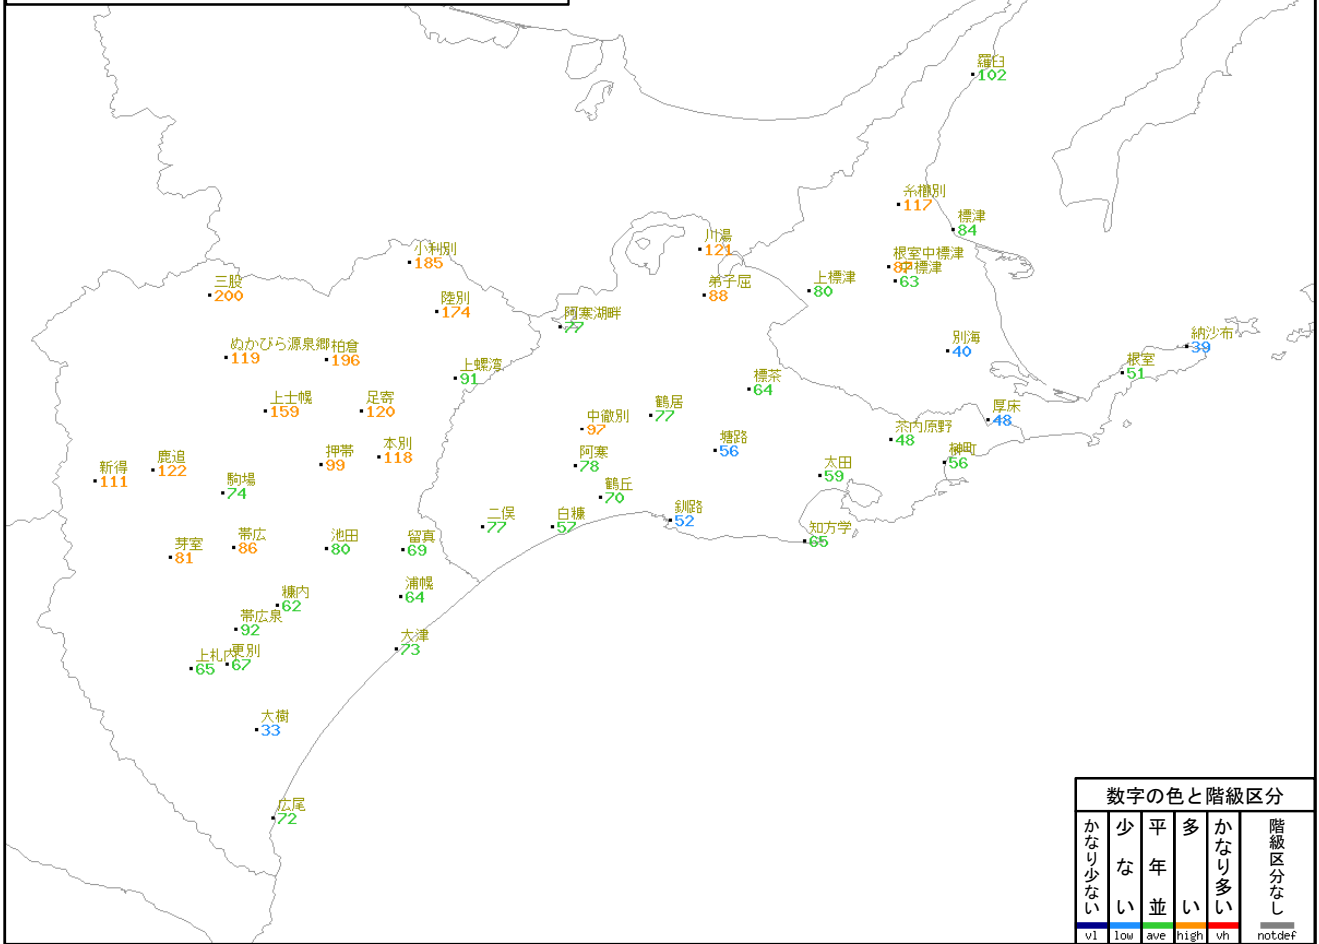 羅臼
102
糸櫛別
117
標津
84
川湯
121
根室中標津
87
中標津
63
小利別
185
三股
200
弟子屈
88
上標津
80
陸別
174
阿寒湖畔
77
納沙布
39
別海
40
ぬかびら源泉郷
119
柏倉
196
根室
51
上螺湾
91
標茶
64
上士幌
159
足寄
120
鶴居
77
厚床
48
中徹別
97
茶内原野
48
塘路
56
本別
118
押帯
99
榊町
56
鹿追
122
新得
111
阿寒
78
太田
59
駒場
74
鶴丘
70
二俣
77
白糠
57
釧路
52
知方学
65
帯広
86
芽室
81
池田
80
留真
69
浦幌
64
糠内
62
帯広泉
92
大津
73
上札内
65
更別
67
大樹
33
広尾
72
数字の色と階級区分
かなり少ない
少ない
平年並
多い
かなり多い
階級区分なし
vl
low
ave
high
vh
notdef